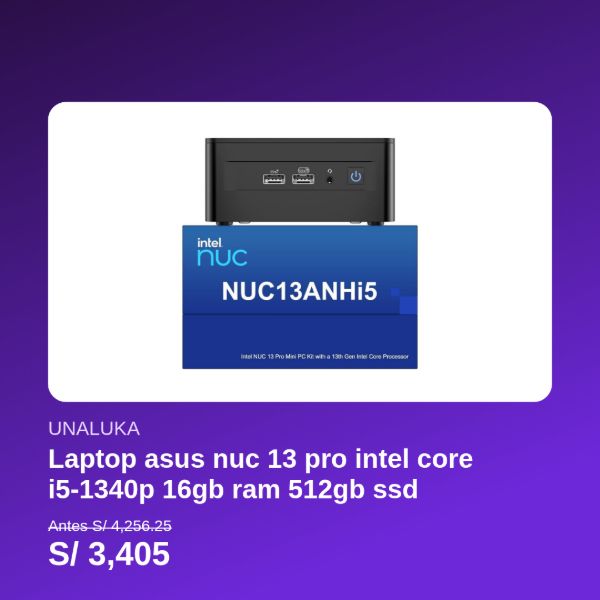 intel
nuc
NUC13ANHi5
Intel NUC 13 Pro Mini PC Kit with a 13th Gen Intel Core Processor
UNALUKA
Laptop asus nuc 13 pro intel core
i5-1340p 16gb ram 512gb ssd
Antes S/ 4,256.25
S/ 3,405